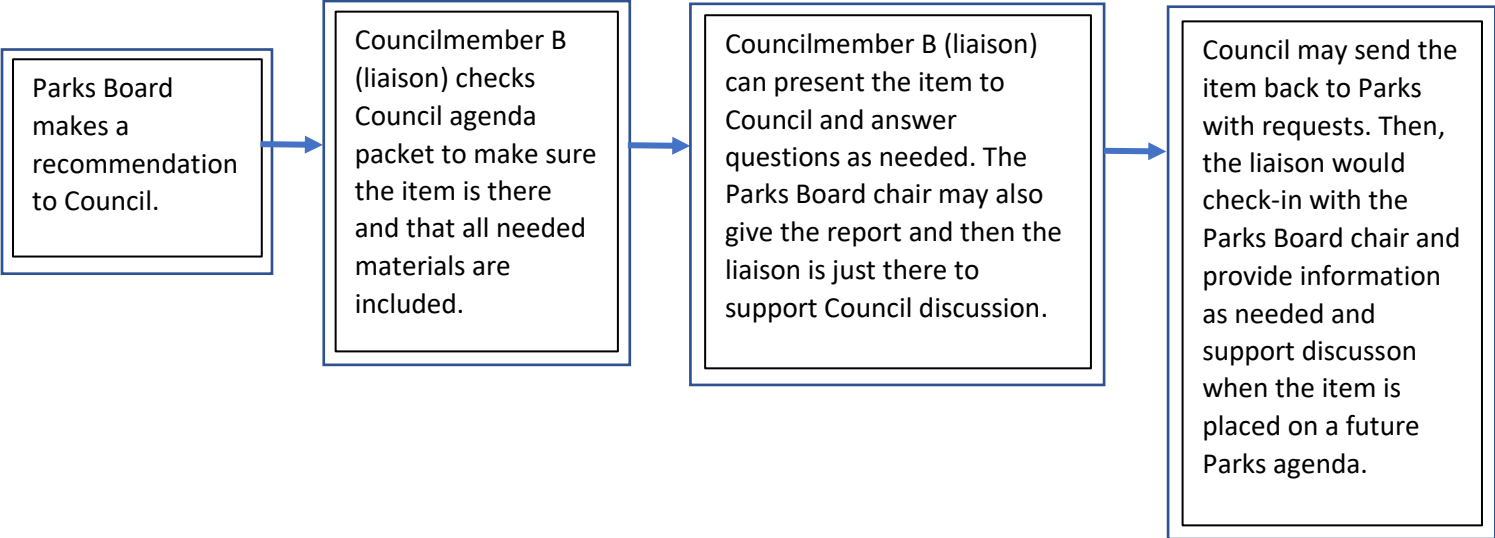 Parks Board
makes a
recommendation
to Council.
Councilmember B
(liaison) checks
Council agenda
packet to make sure
the item is there
and that all needed
materials are
included.
Councilmember B (liaison)
can present the item to
Council and answer
questions as needed. The
Parks Board chair may also
give the report and then the
liaison is just there to
support Council discussion.
Council may send the
item back to Parks
with requests. Then,
the liaison would
check-in with the
Parks Board chair and
provide information
as needed and
support discusson
when the item is
placed on a future
Parks agenda.